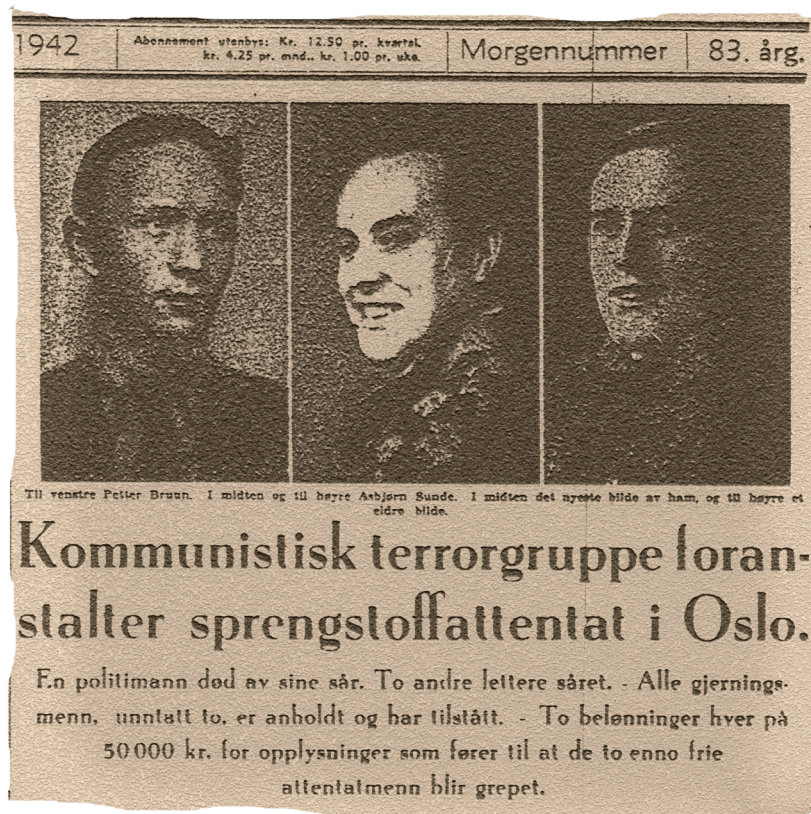 1942
Abonnement utenbys: Kr. 12.50 pr. kvartal,
kr. 4.25 pr. mnd., kr. 1.00 pr. uke.
Morgennummer
83. årg.
Til venstre Petter Bruun. I midten og til høyre Asbjørn Sunde. I midten det nyeste bilde av ham, og til høyre et
eldre bilde.
Kommunistisk terrorgruppe foran-
stalter sprengstoffattentat i Oslo.
En politimann død av sine sår. To andre lettere såret. - Alle gjernings-
menn, unntatt to, er anholdt og har tilstått. - To belønninger hver på
50 000 kr. for opplysninger som fører til at de to enno frie
attentatmenn blir grepet.